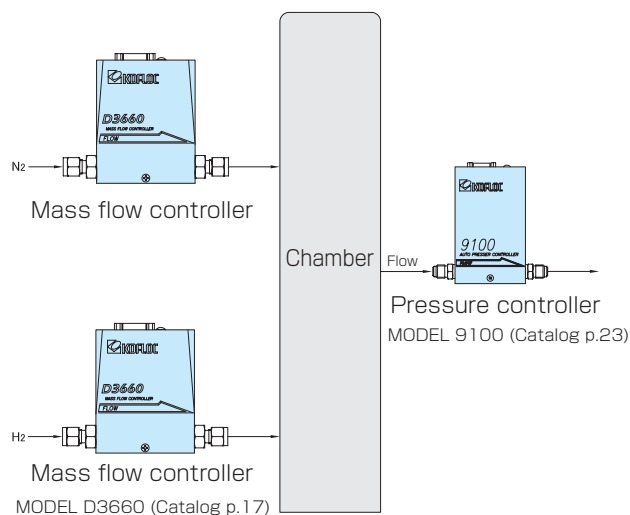 KOFLOC
D3660
MASS FLOW CONTROLLER
FLOW
N2
Mass flow controller
Chamber
Flow
KOFLOC
9100
AUTO PRESSER CONTROLLER
FLOW
Pressure controller
MODEL 9100 (Catalog p.23)
KOFLOC
D3660
MASS FLOW CONTROLLER
FLOW
H2
Mass flow controller
MODEL D3660 (Catalog p.17)